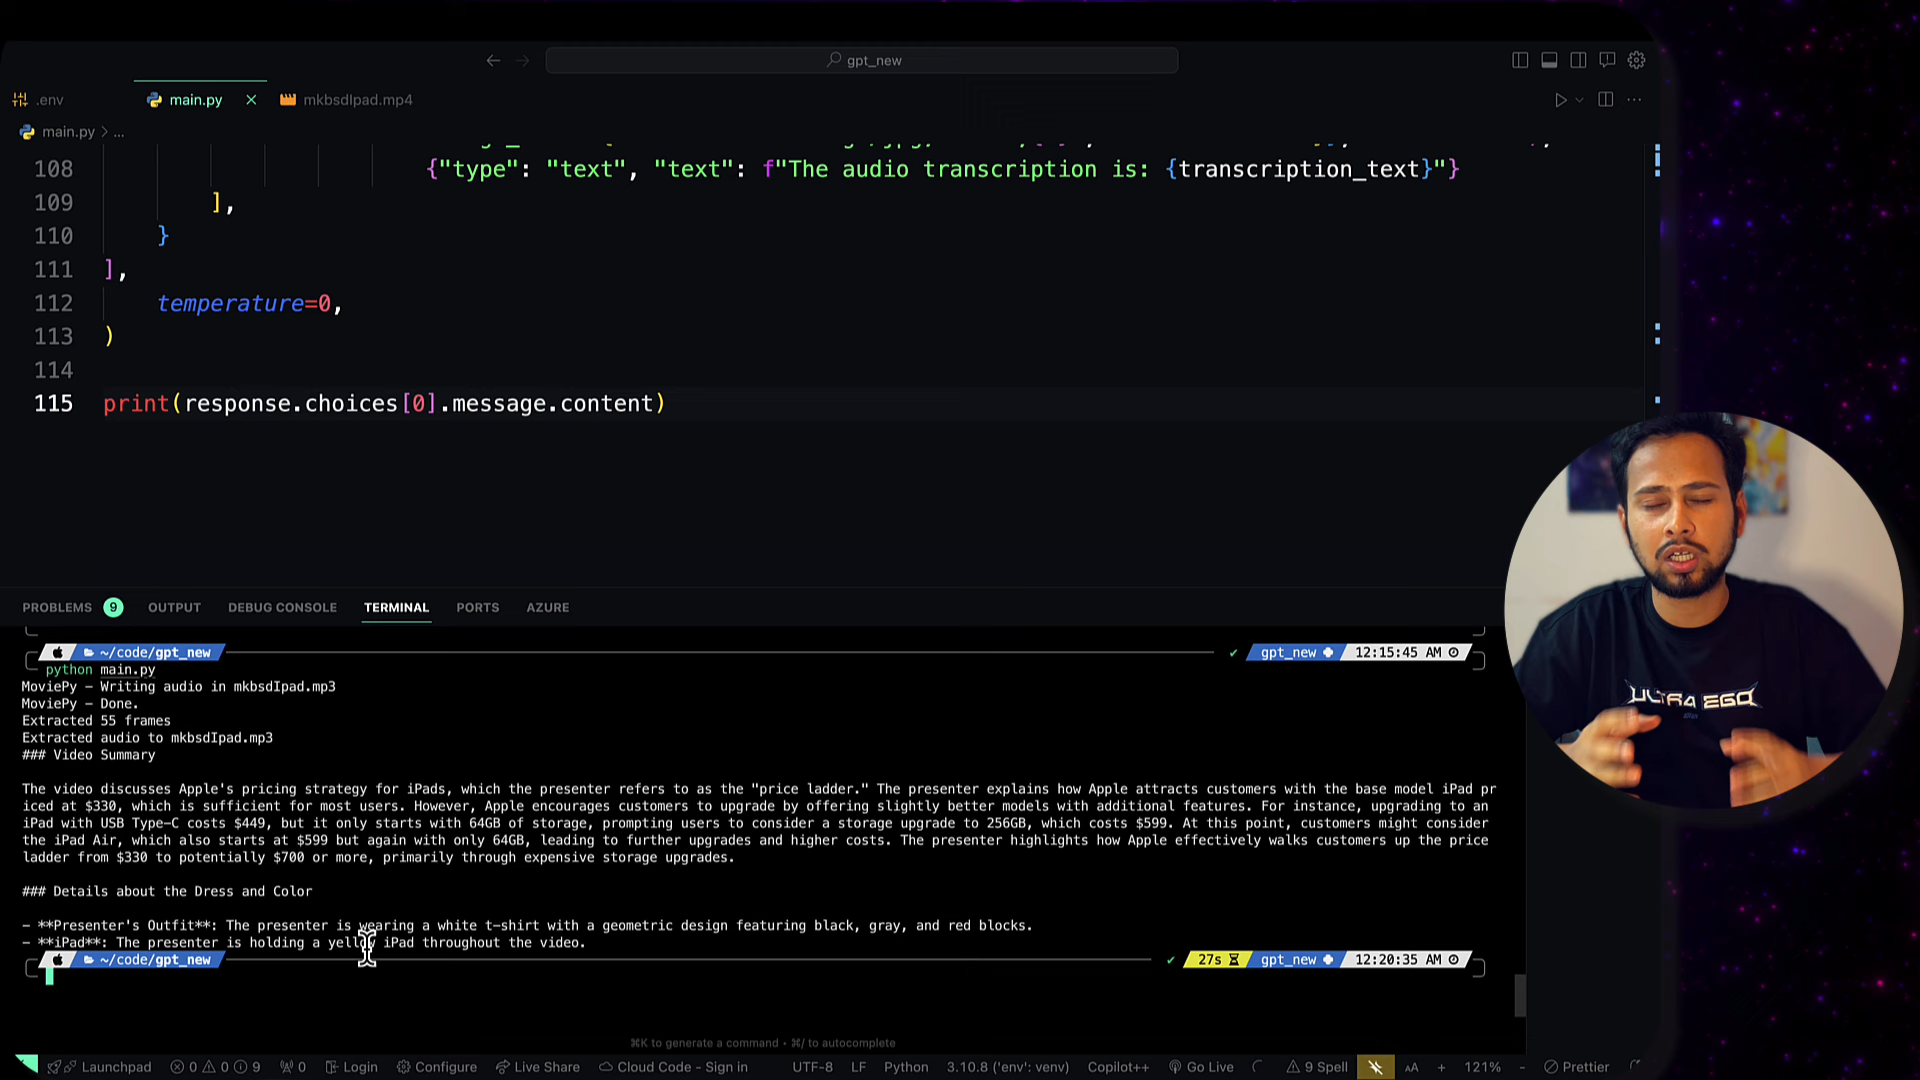 gpt_new
.env
main.py
mkbsdIpad.mp4
main.py > ...
108 {"type": "text", "text": f"The audio transcription is: {transcription_text}"}
109 ],
110 }
111 ],
112 temperature=0,
113 )
114
115 print(response.choices[0].message.content)
PROBLEMS 9 OUTPUT DEBUG CONSOLE TERMINAL PORTS AZURE
~/code/gpt_new ✔ gpt_new 12:15:45 AM
python main.py
MoviePy - Writing audio in mkbsdIpad.mp3
MoviePy - Done.
Extracted 55 frames
Extracted audio to mkbsdIpad.mp3
### Video Summary
The video discusses Apple's pricing strategy for iPads, which the presenter refers to as the "price ladder." The presenter explains how Apple attracts customers with the base model iPad pr
iced at $330, which is sufficient for most users. However, Apple encourages customers to upgrade by offering slightly better models with additional features. For instance, upgrading to an
iPad with USB Type-C costs $449, but it only starts with 64GB of storage, prompting users to consider a storage upgrade to 256GB, which costs $599. At this point, customers might consider
the iPad Air, which also starts at $599 but again with only 64GB, leading to further upgrades and higher costs. The presenter highlights how Apple effectively walks customers up the price
ladder from $330 to potentially $700 or more, primarily through expensive storage upgrades.
### Details about the Dress and Color
- **Presenter's Outfit**: The presenter is wearing a white t-shirt with a geometric design featuring black, gray, and red blocks.
- **iPad**: The presenter is holding a yellow iPad throughout the video.
~/code/gpt_new ✔ 27s gpt_new 12:20:35 AM
⌘K to generate a command • ⌘/ to autocomplete
Launchpad 0 0 9 0 Login Configure Live Share Cloud Code - Sign in UTF-8 LF Python 3.10.8 ('env': venv) Copilot++ Go Live 9 Spell AA + 121% - Prettier
ULTRA EGO